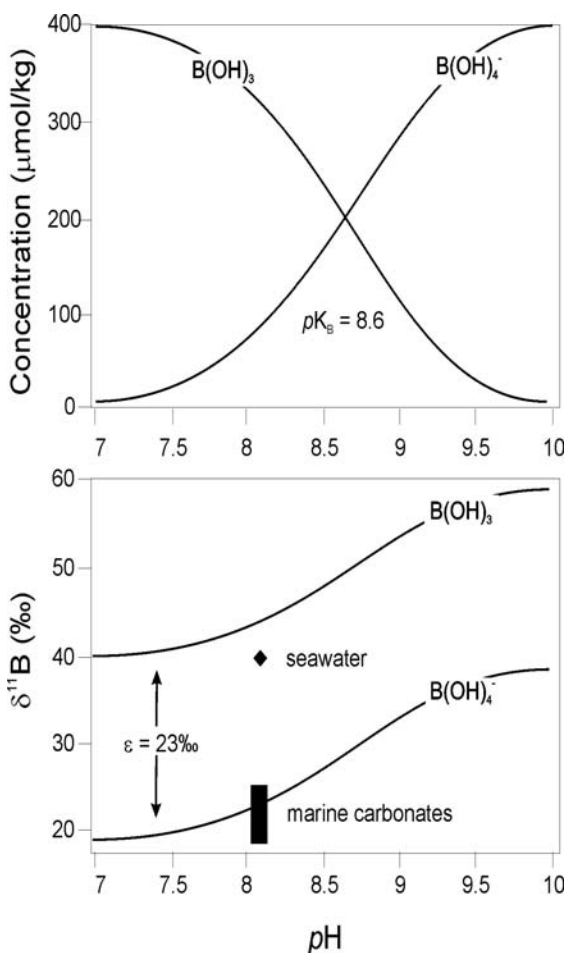 Concentration (μmol/kg)
400
300
200
100
0
B(OH)₃
B(OH)₄⁻
pK_B = 8.6
7 7.5 8 8.5 9 9.5 10
δ¹¹B (‰)
60
50
40
30
20
B(OH)₃
seawater
B(OH)₄⁻
ε = 23‰
marine carbonates
7 7.5 8 8.5 9 9.5 10
pH